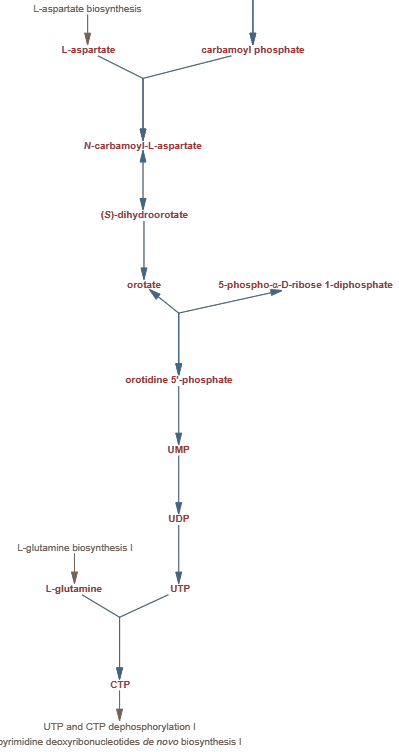 L-aspartate biosynthesis
L-aspartate
carbamoyl phosphate
N-carbamoyl-L-aspartate
(S)-dihydroorotate
orotate
5-phospho-α-D-ribose 1-diphosphate
orotidine 5'-phosphate
UMP
UDP
L-glutamine biosynthesis I
L-glutamine
UTP
CTP
UTP and CTP dephosphorylation I
pyrimidine deoxyribonucleotides de novo biosynthesis I